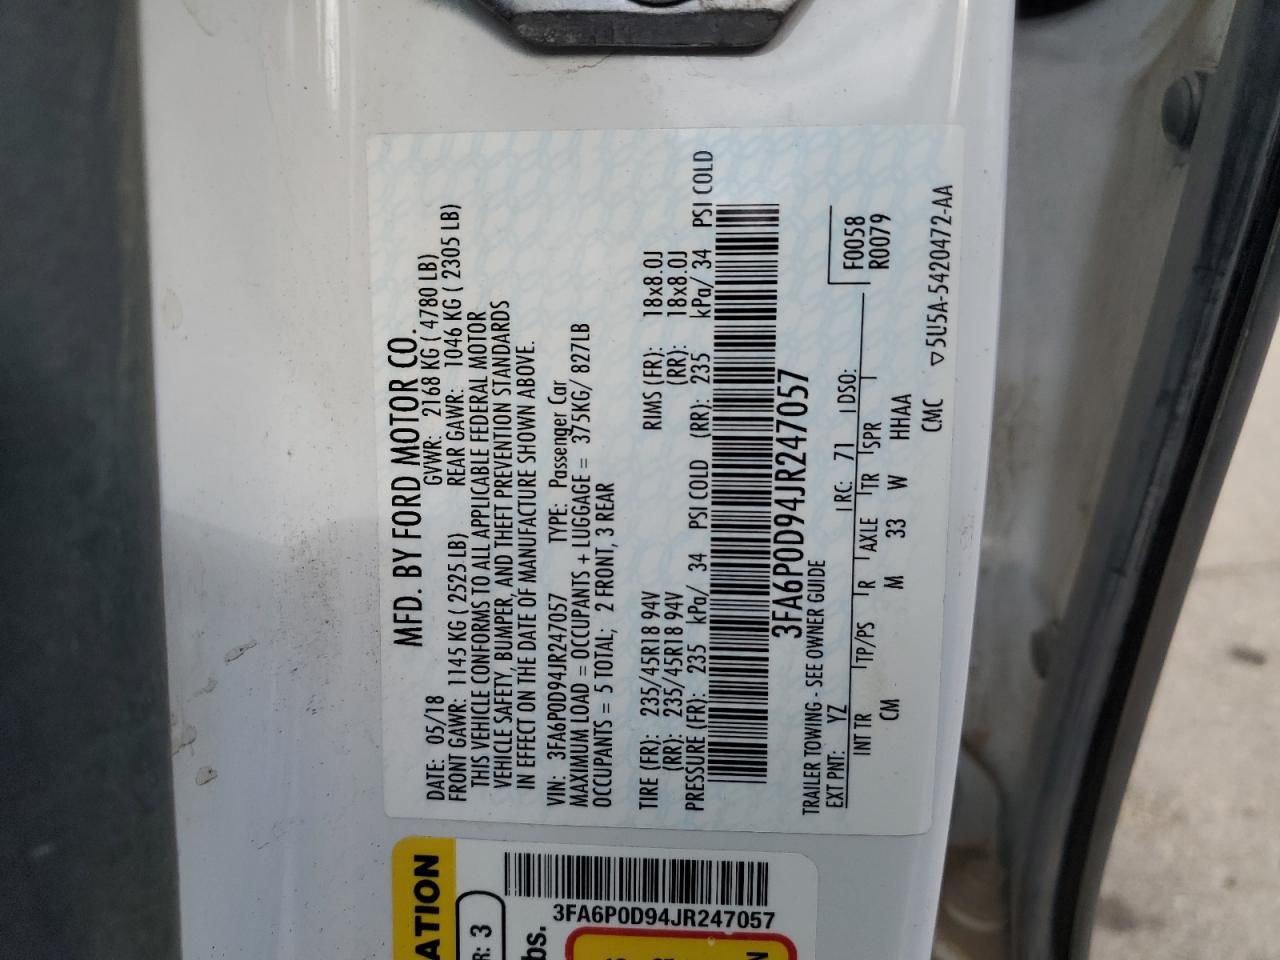 MFD. BY FORD MOTOR CO.
DATE: 05/18 GVWR: 2168 KG ( 4780 LB)
FRONT GAWR: 1145 KG ( 2525 LB) REAR GAWR: 1046 KG ( 2305 LB)
THIS VEHICLE CONFORMS TO ALL APPLICABLE FEDERAL MOTOR
VEHICLE SAFETY, BUMPER, AND THEFT PREVENTION STANDARDS
IN EFFECT ON THE DATE OF MANUFACTURE SHOWN ABOVE.
VIN: 3FA6P0D94JR247057 TYPE: Passenger Car
MAXIMUM LOAD = OCCUPANTS + LUGGAGE = 375KG/ 827LB
OCCUPANTS = 5 TOTAL; 2 FRONT, 3 REAR
TIRE (FR): 235/45R18 94V RIMS (FR): 18x8.0J
(RR): 235/45R18 94V (RR): 18x8.0J
PRESSURE (FR): 235 kPa/ 34 PSI COLD (RR): 235 kPa/ 34 PSI COLD
3FA6P0D94JR247057
TRAILER TOWING - SEE OWNER GUIDE
F0058
R0079
EXT PNT: YZ RC: 71 DSO:
INT TR TP/PS R AXLE TR SPR
CM M 33 W HHAA
CMC ▽5U5A-5420472-AA
ATION
R: 3
3FA6P0D94JR247057
bs.